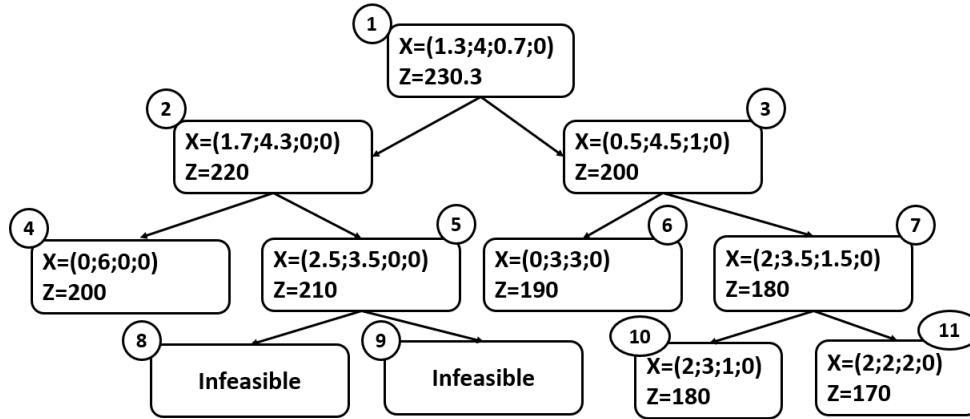 1
X=(1.3;4;0.7;0)
Z=230.3
2
X=(1.7;4.3;0;0)
Z=220
3
X=(0.5;4.5;1;0)
Z=200
4
X=(0;6;0;0)
Z=200
5
X=(2.5;3.5;0;0)
Z=210
6
X=(0;3;3;0)
Z=190
7
X=(2;3.5;1.5;0)
Z=180
8
Infeasible
9
Infeasible
10
X=(2;3;1;0)
Z=180
11
X=(2;2;2;0)
Z=170